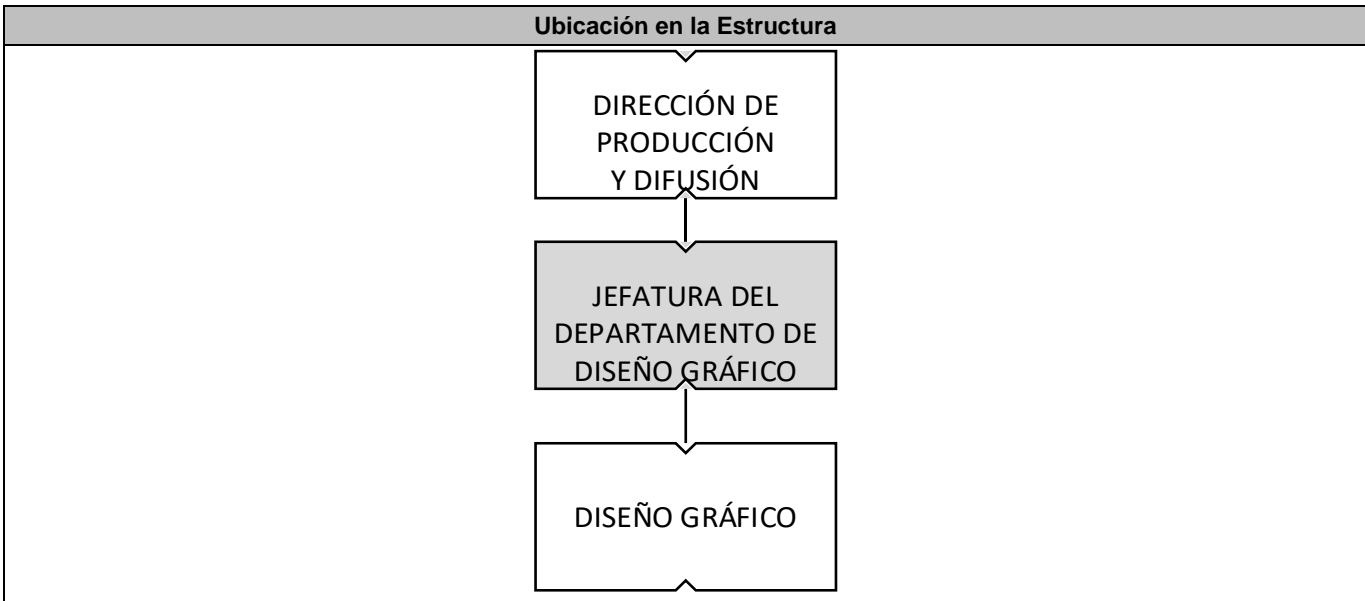 Ubicación en la Estructura
DIRECCIÓN DE
PRODUCCIÓN
Y DIFUSIÓN
JEFATURA DEL
DEPARTAMENTO DE
DISEÑO GRÁFICO
DISEÑO GRÁFICO